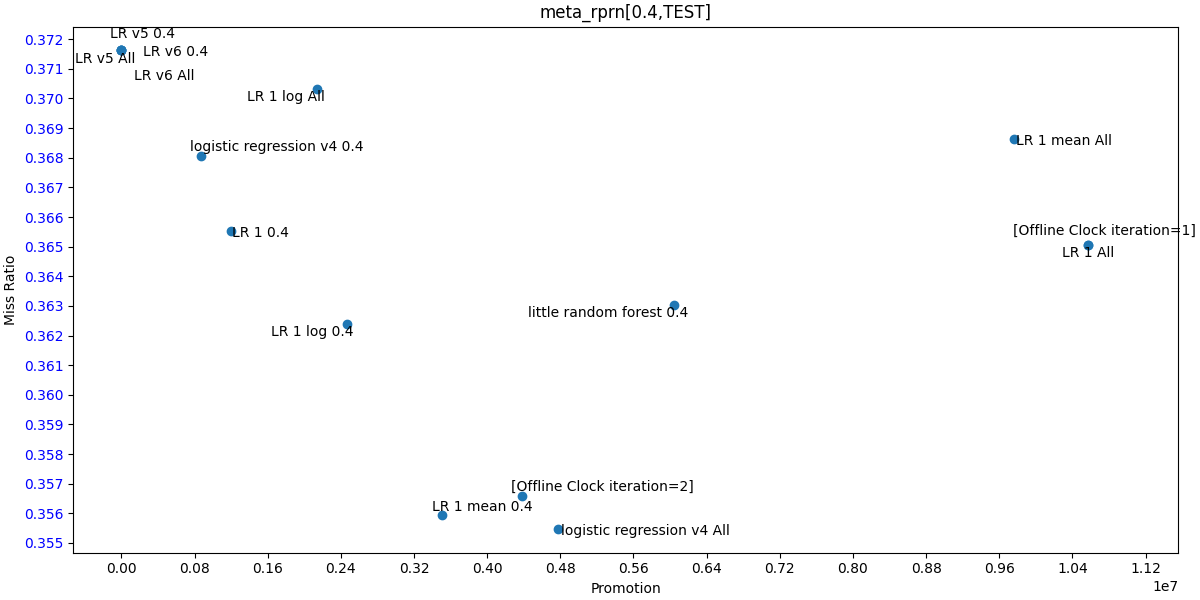 meta_rprn[0.4,TEST]
0.372
0.371
0.370
0.369
0.368
0.367
0.366
0.365
0.364
0.363
0.362
0.361
0.360
0.359
0.358
0.357
0.356
0.355
Miss Ratio
LR v5 0.4
LR v6 0.4
LR v5 All
LR v6 All
LR 1 log All
logistic regression v4 0.4
LR 1 mean All
LR 1 0.4
[Offline Clock iteration=1]
LR 1 All
little random forest 0.4
LR 1 log 0.4
[Offline Clock iteration=2]
LR 1 mean 0.4
logistic regression v4 All
0.00 0.08 0.16 0.24 0.32 0.40 0.48 0.56 0.64 0.72 0.80 0.88 0.96 1.04 1.12
1e7
Promotion